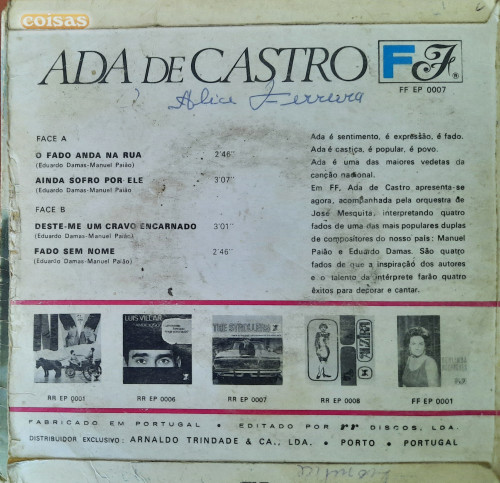 coisas
ADA DE CASTRO
FF
FF EP 0007
Alice Ferreira
FACE A
O FADO ANDA NA RUA 2'46''
(Eduardo Damas-Manuel Paião)
AINDA SOFRO POR ELE 3'07''
(Eduardo Damas-Manuel Paião
FACE B
DESTE-ME UM CRAVO ENCARNADO 3'01''
(Eduardo Damas-Manuel Paião)
FADO SEM NOME 2'46''
(Eduardo Damas-Manuel Paião)
Ada é sentimento, é expressão, é fado.
Ada é castiça, é popular, é povo.
Ada é uma das maiores vedetas da
canção nacional.
Em FF, Ada de Castro apresenta-se
agora, acompanhada pela orquestra de
José Mesquita, interpretando quatro
fados de uma das mais populares duplas
de compositores do nosso país: Manuel
Paião e Eduardo Damas. São quatro
fados de que a inspiração dos autores
e o talento da intérprete farão quatro
êxitos para decorar e cantar.
LUIS VILLAR
RR EP 0001
RR EP 0006
RR EP 0007
RR EP 0008
FF EP 0001
FABRICADO EM PORTUGAL • EDITADO POR rr DISCOS, LDA.
DISTRIBUIDOR EXCLUSIVO: ARNALDO TRINDADE & CA., LDA. • PORTO • PORTUGAL